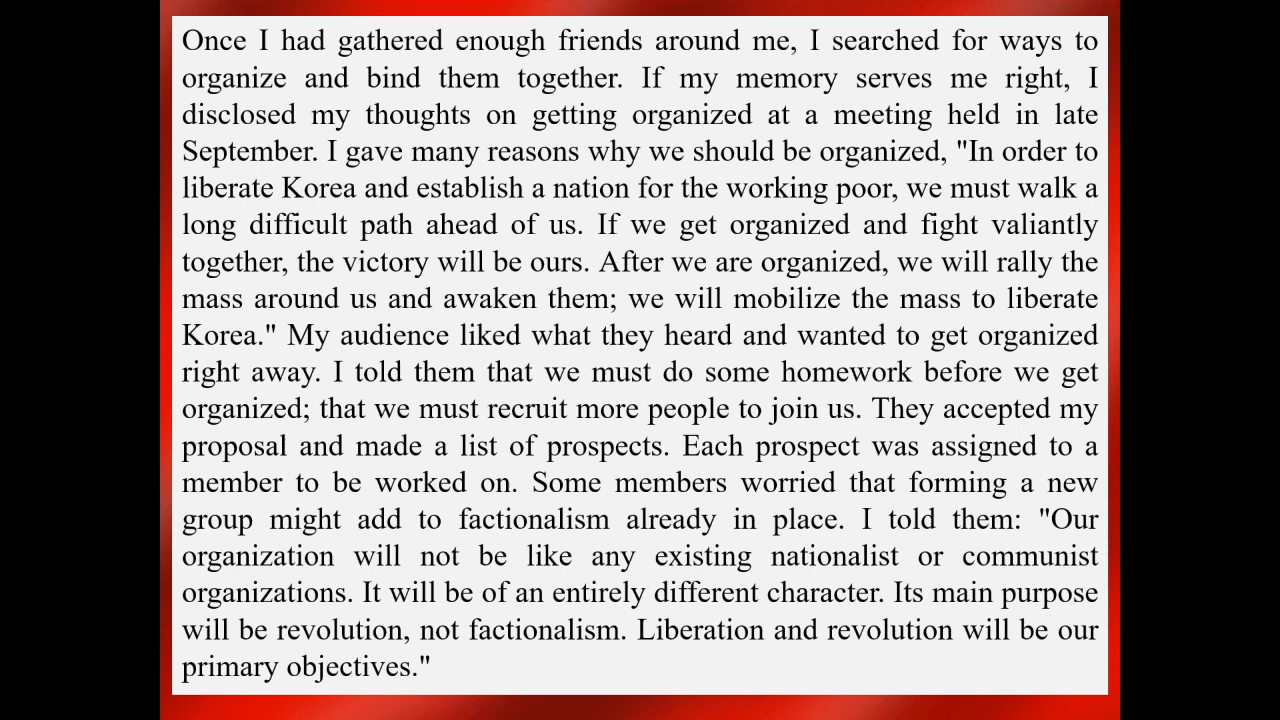 Once I had gathered enough friends around me, I searched for ways to
organize and bind them together. If my memory serves me right, I
disclosed my thoughts on getting organized at a meeting held in late
September. I gave many reasons why we should be organized, "In order to
liberate Korea and establish a nation for the working poor, we must walk a
long difficult path ahead of us. If we get organized and fight valiantly
together, the victory will be ours. After we are organized, we will rally the
mass around us and awaken them; we will mobilize the mass to liberate
Korea." My audience liked what they heard and wanted to get organized
right away. I told them that we must do some homework before we get
organized; that we must recruit more people to join us. They accepted my
proposal and made a list of prospects. Each prospect was assigned to a
member to be worked on. Some members worried that forming a new
group might add to factionalism already in place. I told them: "Our
organization will not be like any existing nationalist or communist
organizations. It will be of an entirely different character. Its main purpose
will be revolution, not factionalism. Liberation and revolution will be our
primary objectives."